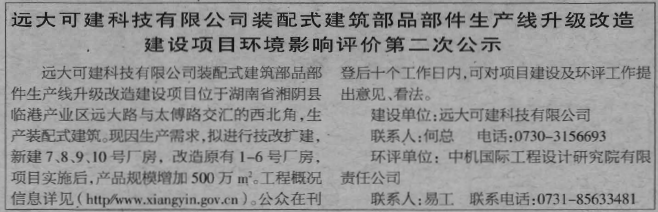 远大可建科技有限公司装配式建筑部品部件生产线升级改造
建设项目环境影响评价第二次公示
远大可建科技有限公司装配式建筑部品部
件生产线升级改造建设项目位于湖南省湘阴县
临港产业区远大路与太傅路交汇的西北角，生
产装配式建筑。现因生产需求，拟进行技改扩建，
新建7、8、9、10号厂房，改造原有1-6号厂房，
项目实施后，产品规模增加500万㎡。工程概况
信息详见（http/www.xiangyin.gov.cn）。公众在刊
登后十个工作日内，可对项目建设及环评工作提
出意见、看法。
建设单位：远大可建科技有限公司
联系人：何总 电话：0730-3156693
环评单位：中机国际工程设计研究院有限
责任公司
联系人：易工 联系电话：0731-85633481